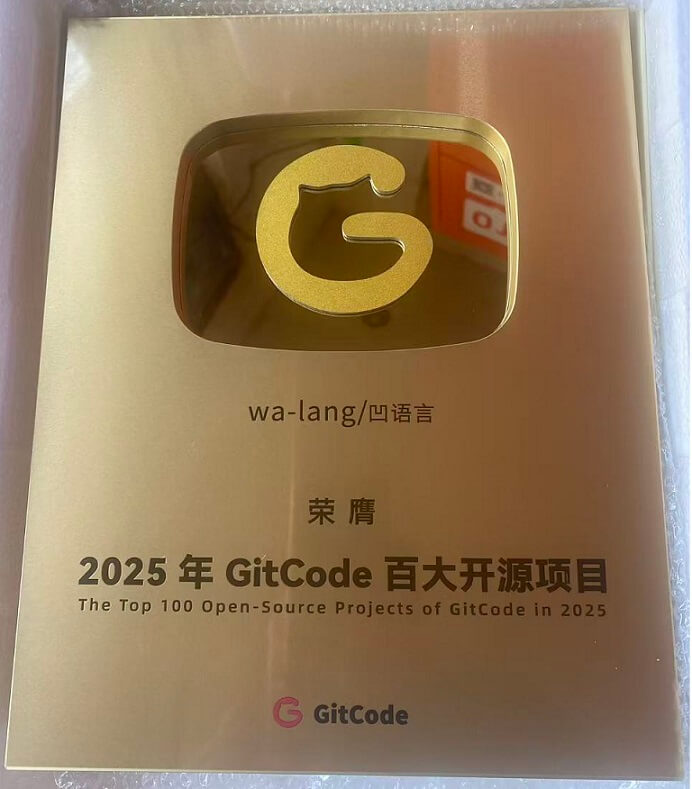 wa-lang/凹语言
荣膺
2025 年 GitCode 百大开源项目
The Top 100 Open-Source Projects of GitCode in 2025
GitCode